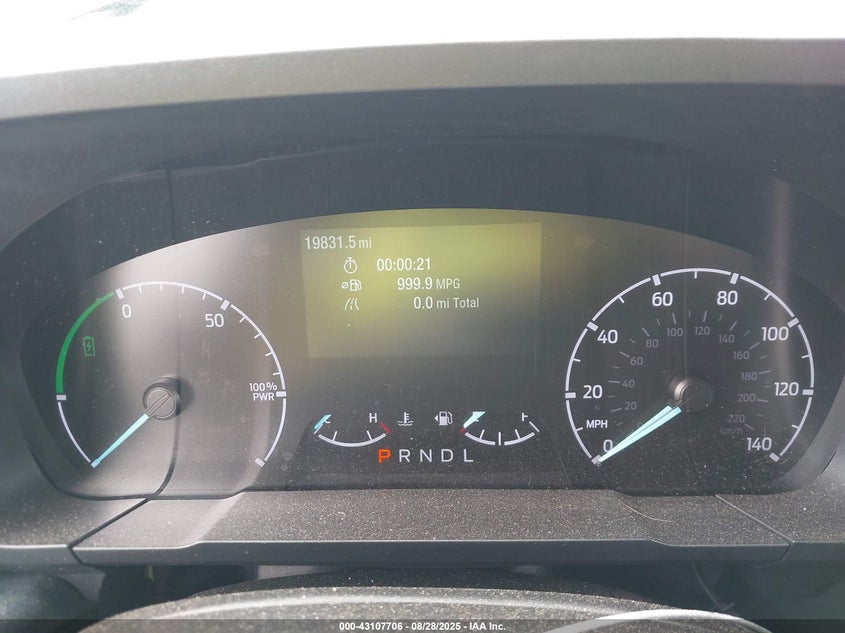 19831.5 mi
00:00:21
999.9 MPG
0.0 mi Total
0 50 100% PWR
C H
E F
P R N D L
0 20 40 60 80 100 120 140
MPH
20 40 60 80 100 120 140 160 180 200 220
km/h
000-43107706 - 08/28/2025 - IAA Inc.